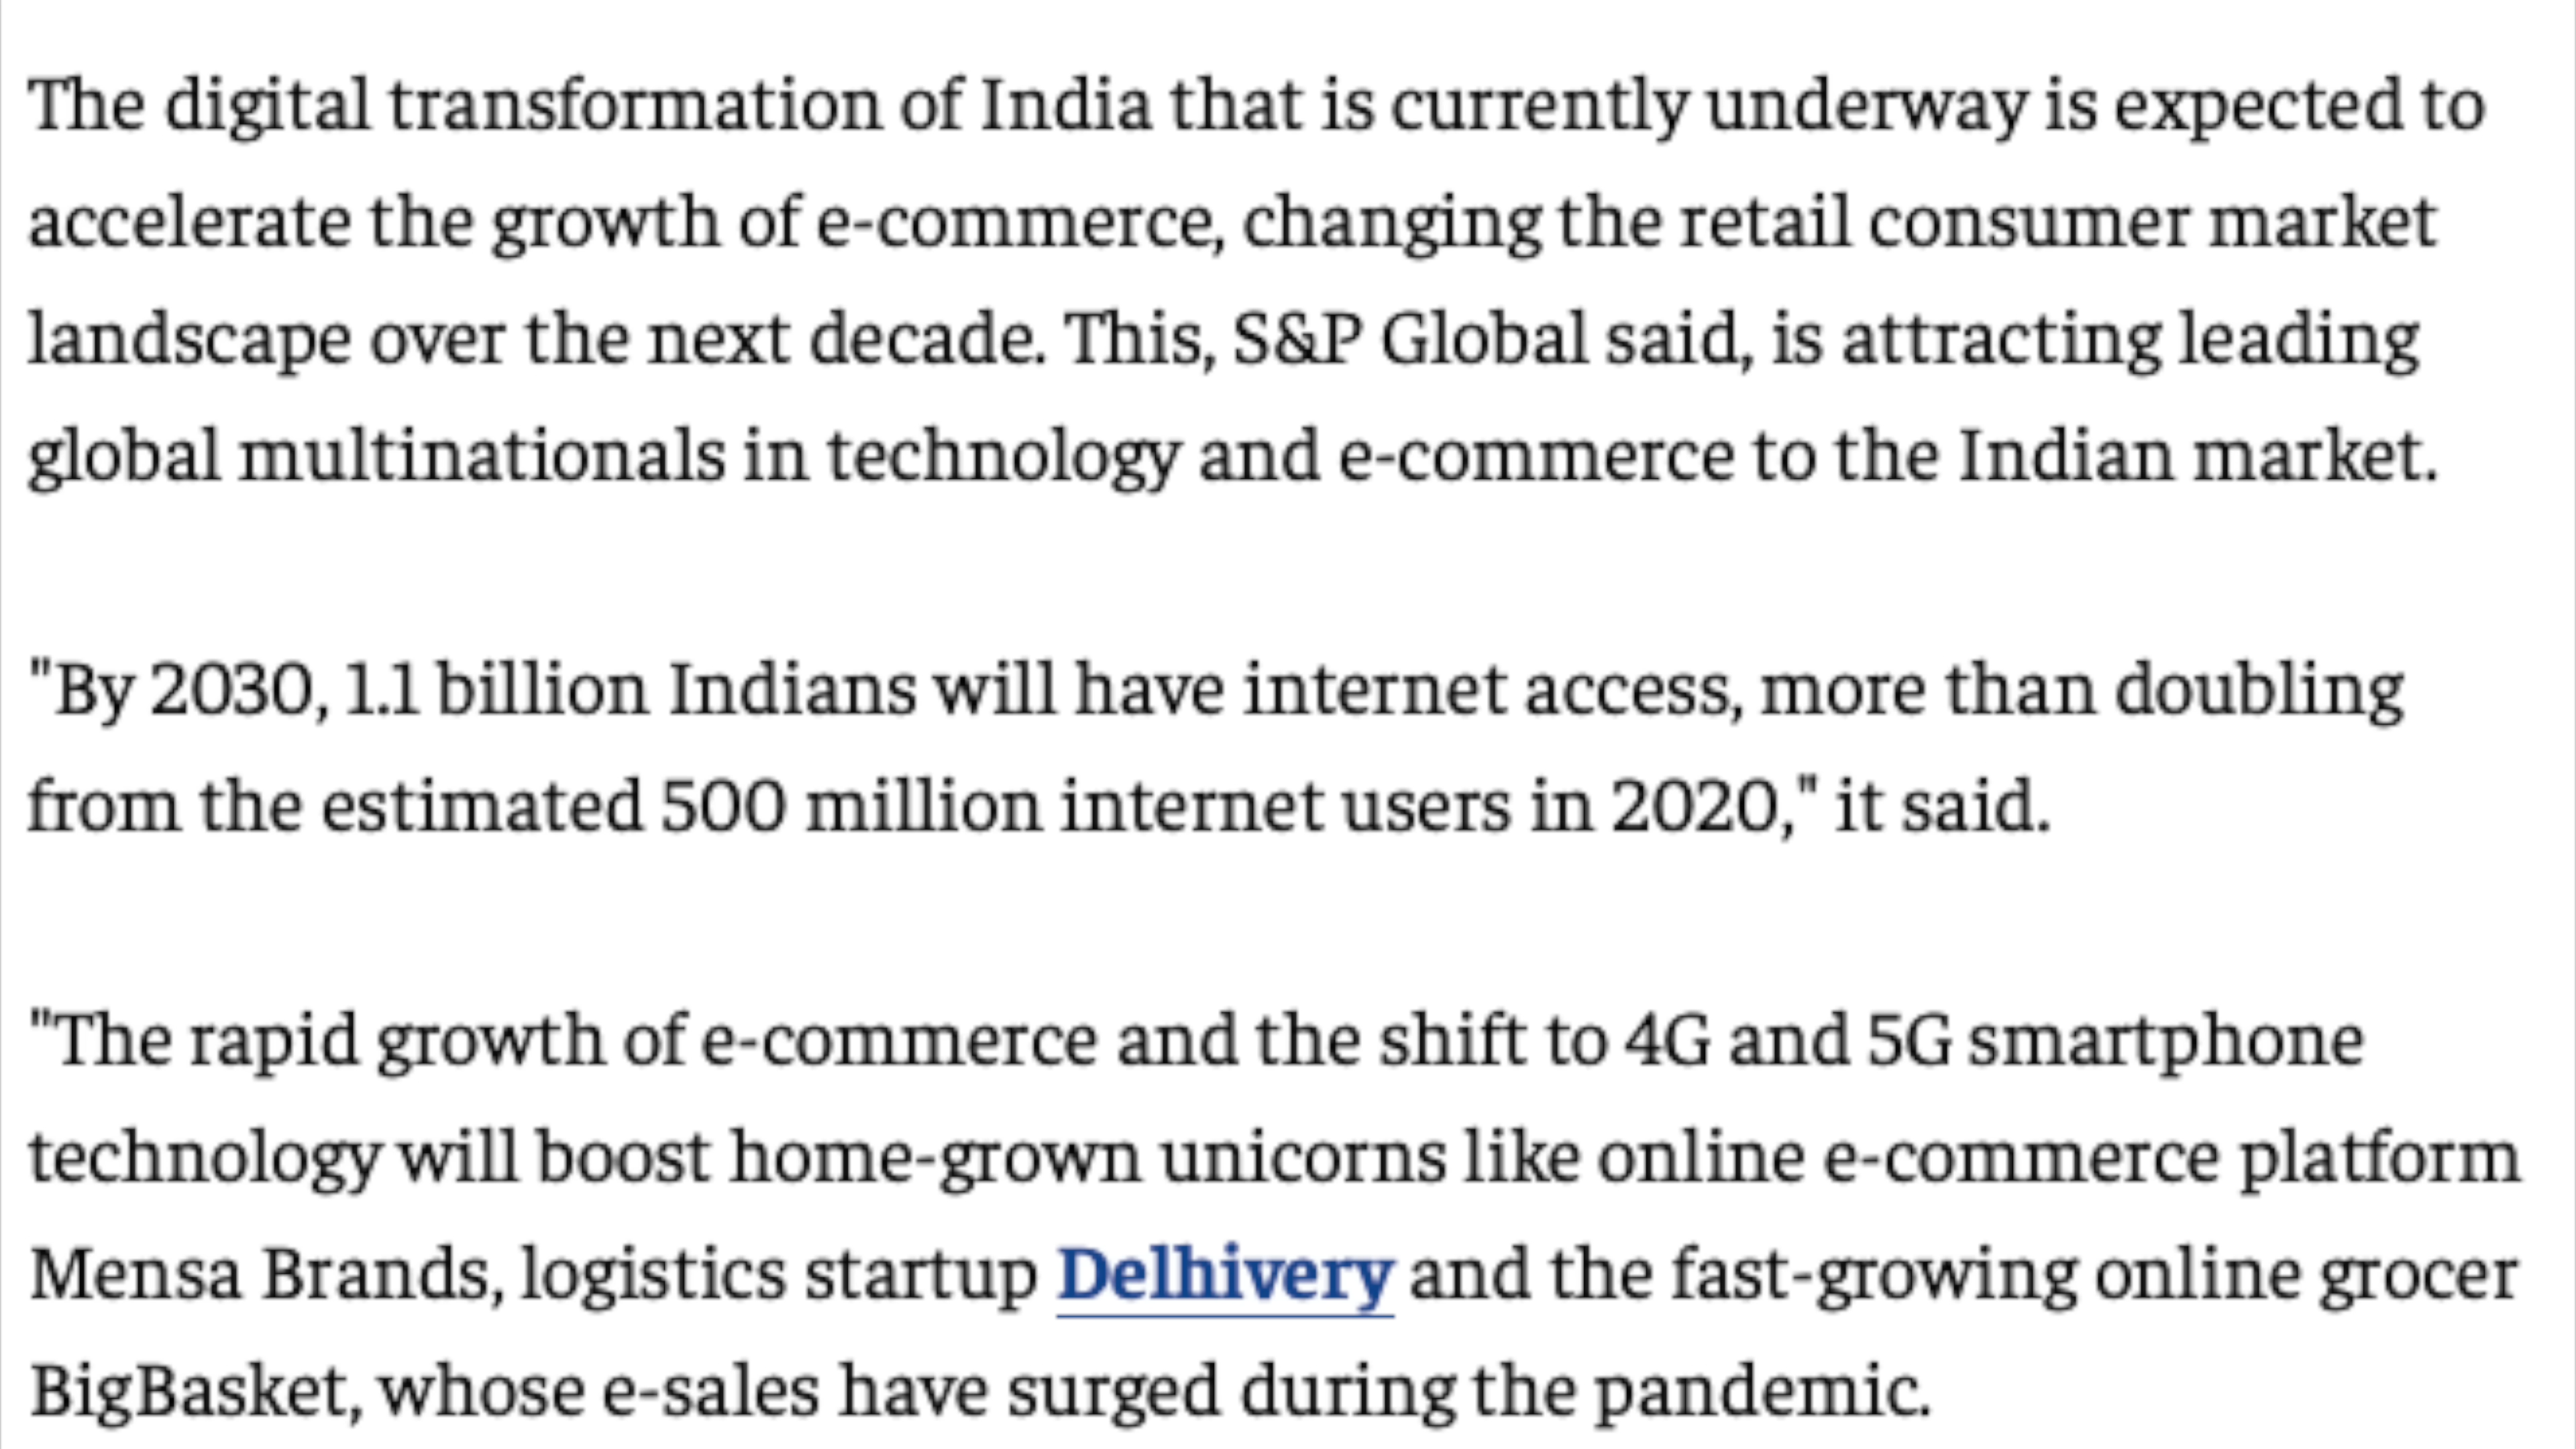 The digital transformation of India that is currently underway is expected to
accelerate the growth of e-commerce, changing the retail consumer market
landscape over the next decade. This, S&P Global said, is attracting leading
global multinationals in technology and e-commerce to the Indian market.
"By 2030, 1.1 billion Indians will have internet access, more than doubling
from the estimated 500 million internet users in 2020," it said.
"The rapid growth of e-commerce and the shift to 4G and 5G smartphone
technology will boost home-grown unicorns like online e-commerce platform
Mensa Brands, logistics startup Delhivery and the fast-growing online grocer
BigBasket, whose e-sales have surged during the pandemic.